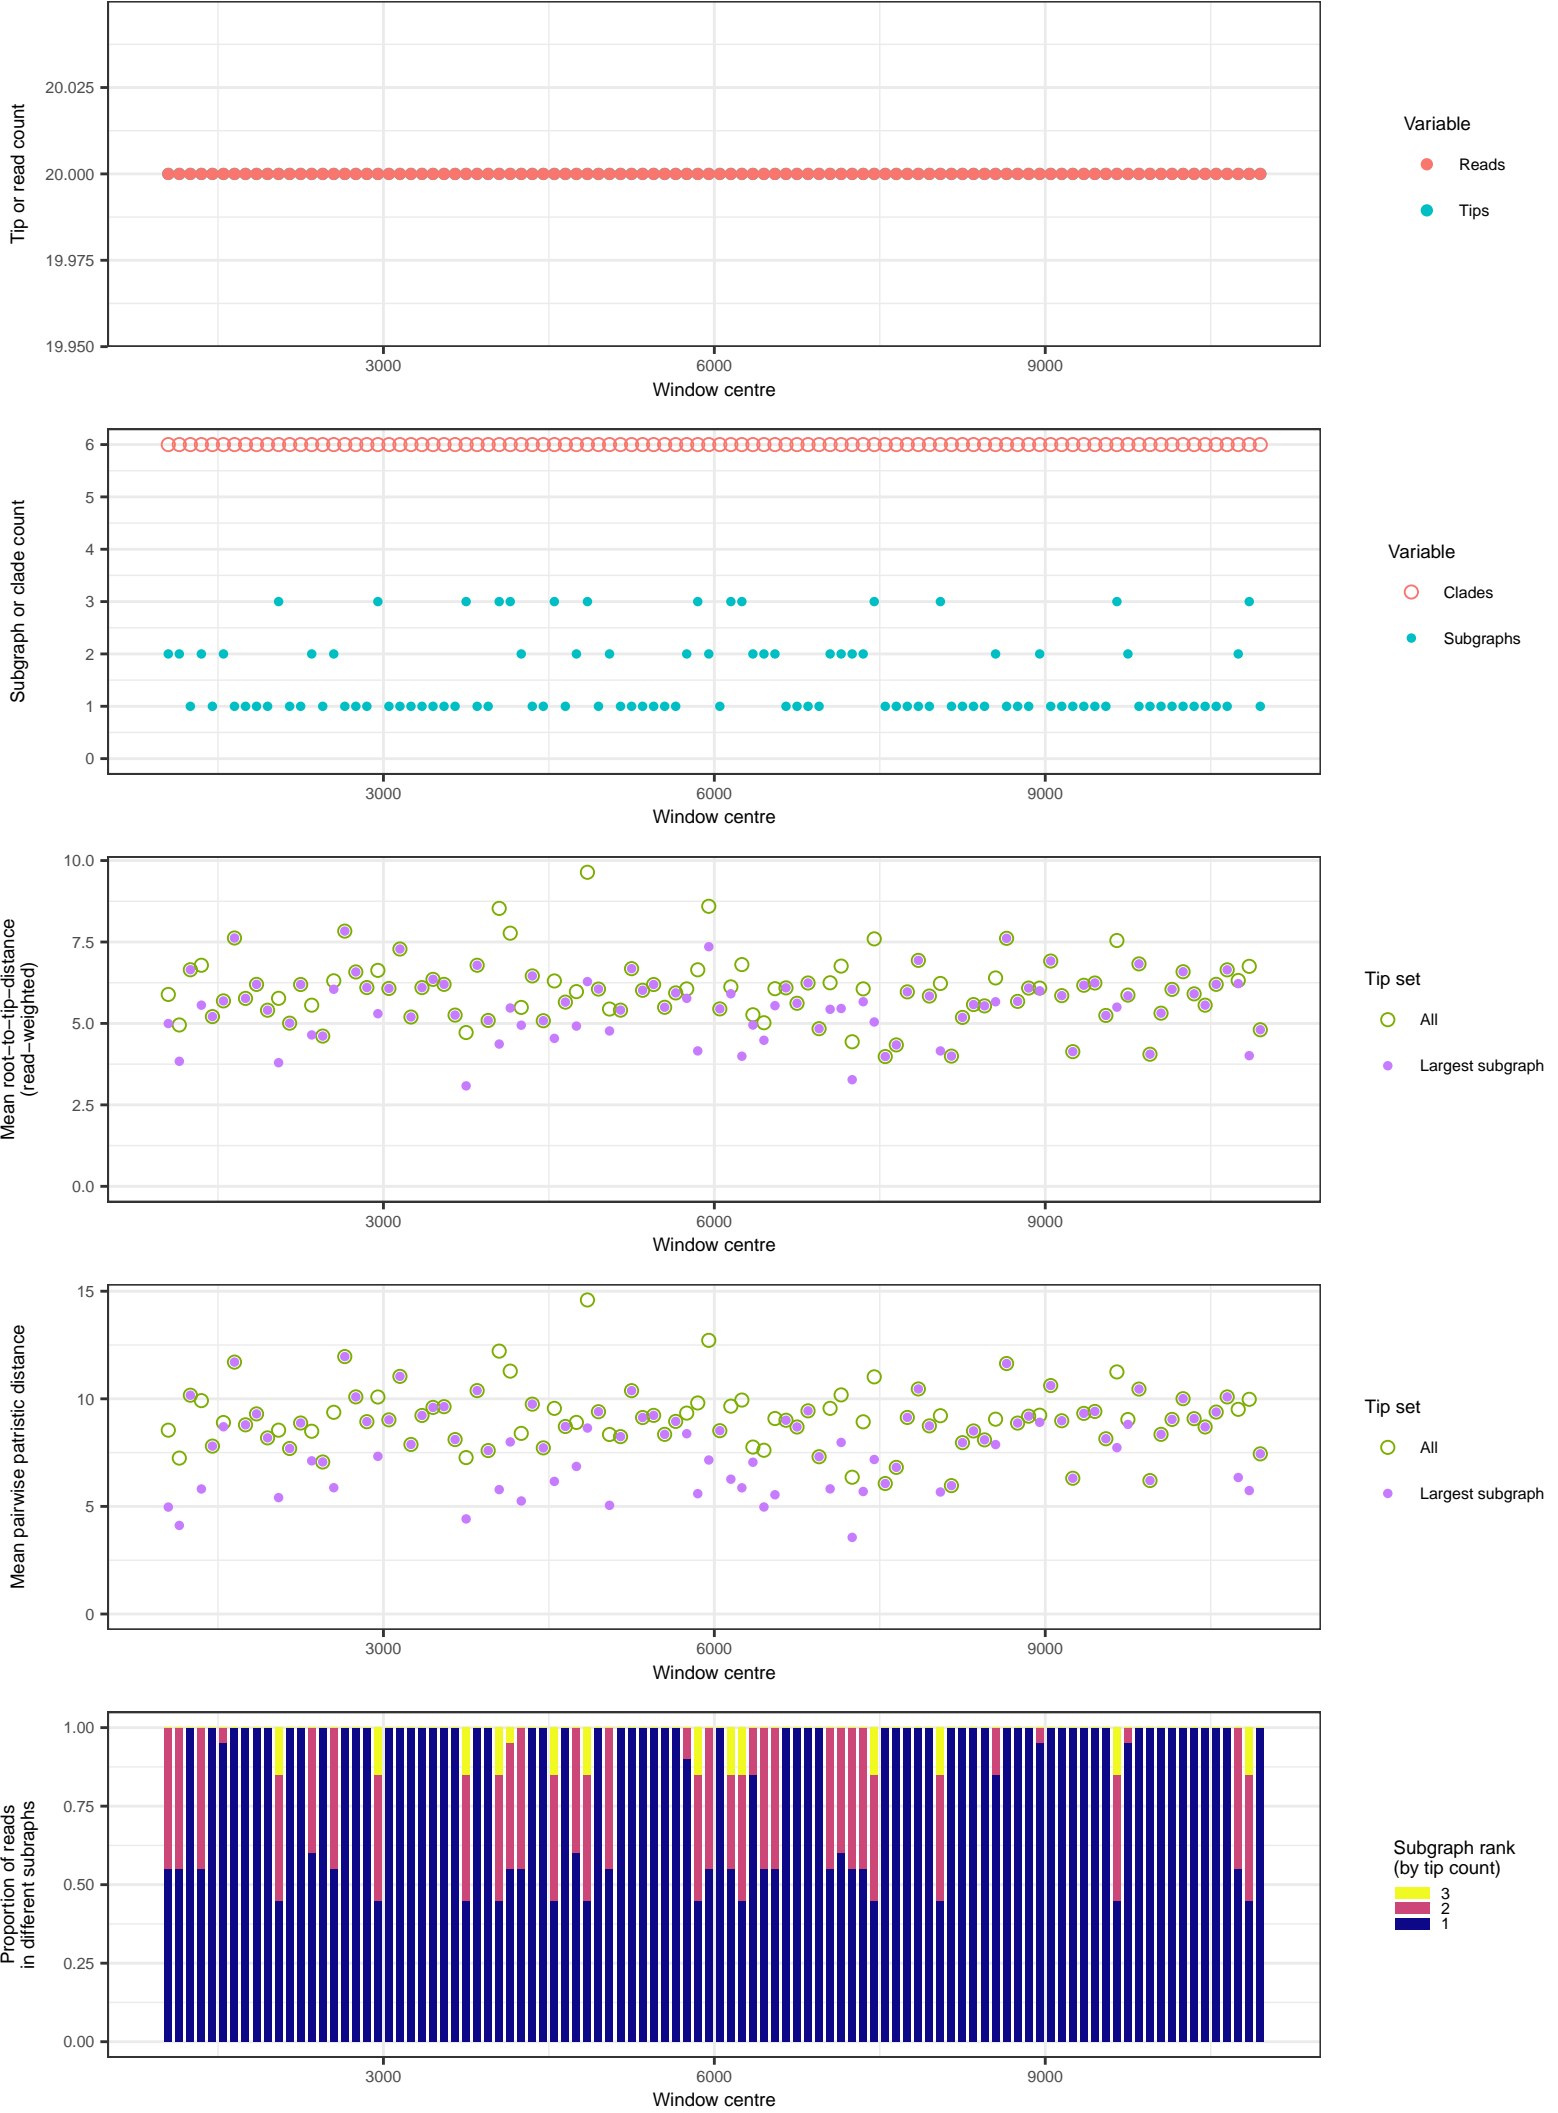 20.025
20.000
19.975
19.950
Tip or read count
3000 6000 9000
Window centre
Variable
Reads
Tips
6
5
4
3
2
1
0
Subgraph or clade count
3000 6000 9000
Window centre
Variable
Clades
Subgraphs
10.0
7.5
5.0
2.5
0.0
Mean root−to−tip−distance
(read−weighted)
3000 6000 9000
Window centre
Tip set
All
Largest subgraph
15
10
5
0
Mean pairwise patristic distance
3000 6000 9000
Window centre
Tip set
All
Largest subgraph
1.00
0.75
0.50
0.25
0.00
Proportion of reads
in different subraphs
3000 6000 9000
Window centre
Subgraph rank
(by tip count)
3
2
1